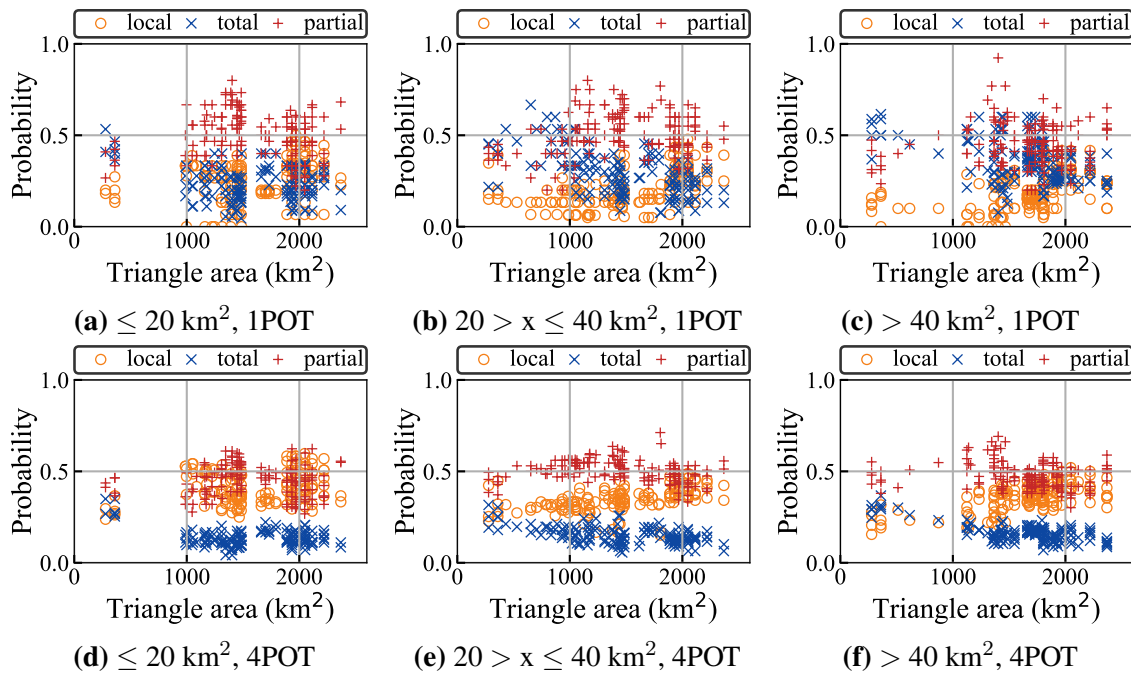 local total partial
local total partial
local total partial
1.0
0.5
0.0
Probability
0 1000 2000
Triangle area (km²)
1.0
0.5
0.0
Probability
0 1000 2000
Triangle area (km²)
1.0
0.5
0.0
Probability
0 1000 2000
Triangle area (km²)
(a) ≤ 20 km², 1POT
(b) 20 > x ≤ 40 km², 1POT
(c) > 40 km², 1POT
local total partial
local total partial
local total partial
1.0
0.5
0.0
Probability
0 1000 2000
Triangle area (km²)
1.0
0.5
0.0
Probability
0 1000 2000
Triangle area (km²)
1.0
0.5
0.0
Probability
0 1000 2000
Triangle area (km²)
(d) ≤ 20 km², 4POT
(e) 20 > x ≤ 40 km², 4POT
(f) > 40 km², 4POT